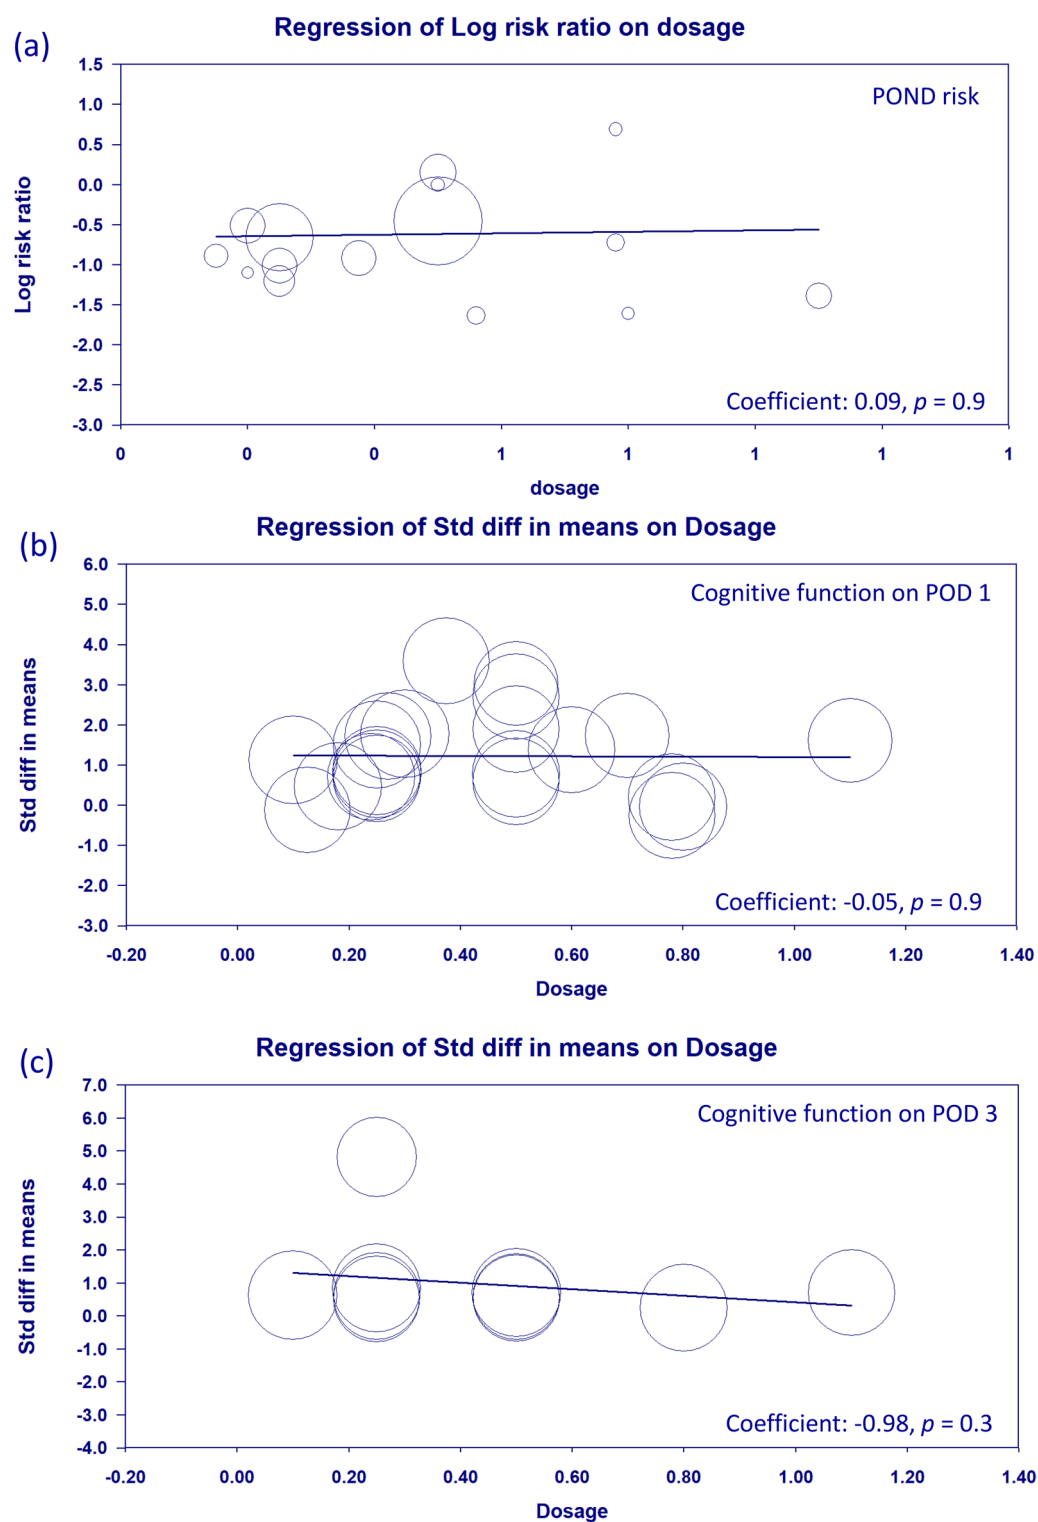 (a)
Regression of Log risk ratio on dosage
POND risk
Log risk ratio
1.5
1.0
0.5
0.0
-0.5
-1.0
-1.5
-2.0
-2.5
-3.0
Coefficient: 0.09, p = 0.9
0 0 0 1 1 1 1 1
dosage
(b)
Regression of Std diff in means on Dosage
Cognitive function on POD 1
Std diff in means
6.0
5.0
4.0
3.0
2.0
1.0
0.0
-1.0
-2.0
-3.0
Coefficient: -0.05, p = 0.9
-0.20 0.00 0.20 0.40 0.60 0.80 1.00 1.20 1.40
Dosage
(c)
Regression of Std diff in means on Dosage
Cognitive function on POD 3
Std diff in means
7.0
6.0
5.0
4.0
3.0
2.0
1.0
0.0
-1.0
-2.0
-3.0
-4.0
Coefficient: -0.98, p = 0.3
-0.20 0.00 0.20 0.40 0.60 0.80 1.00 1.20 1.40
Dosage